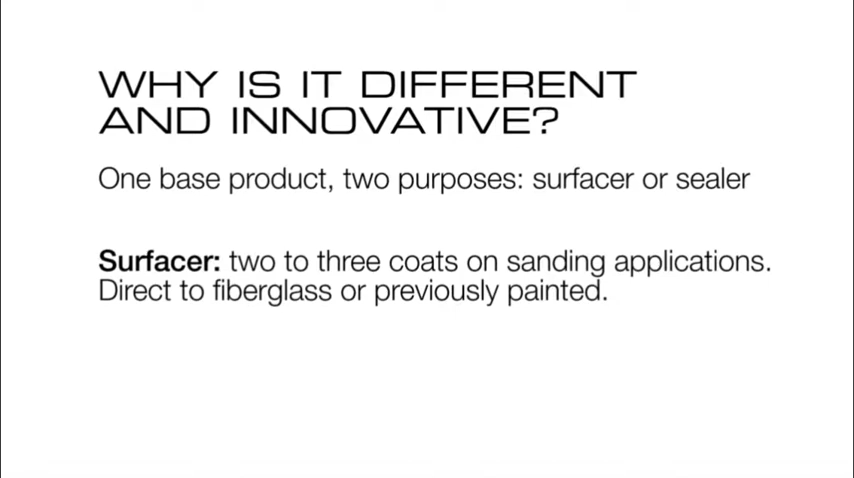 WHY IS IT DIFFERENT
AND INNOVATIVE?
One base product, two purposes: surfacer or sealer
Surfacer: two to three coats on sanding applications.
Direct to fiberglass or previously painted.